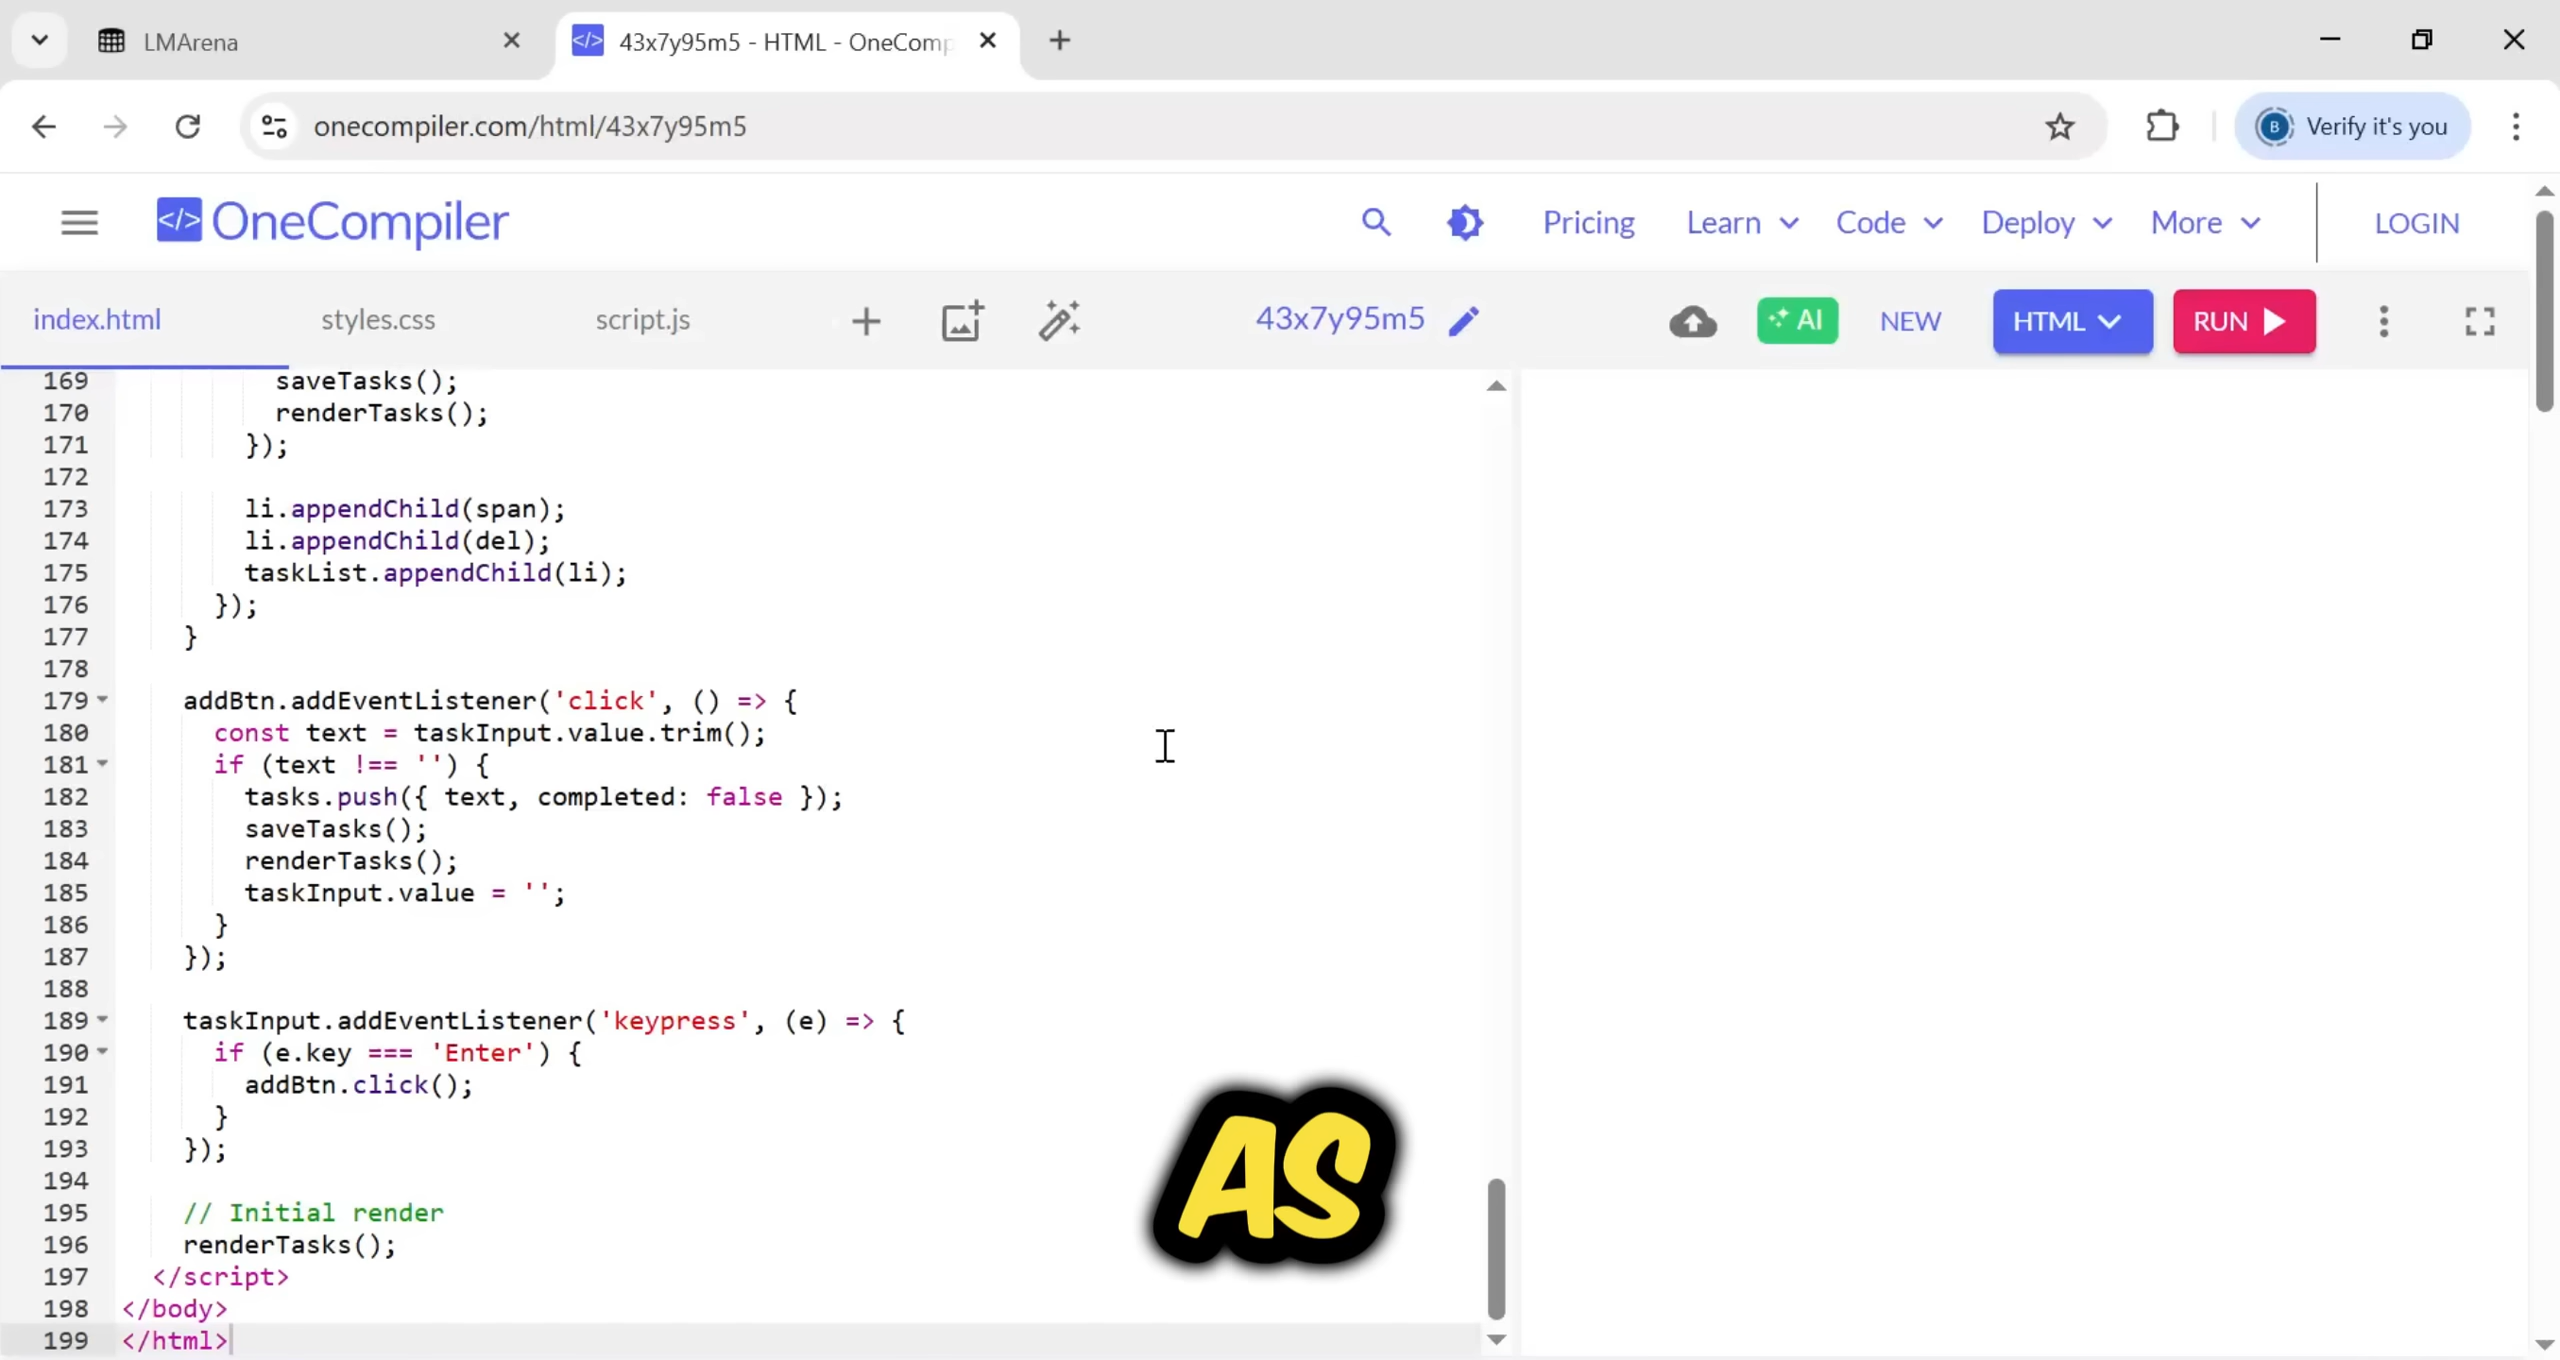 LMArena
43x7y95m5 - HTML - OneComp
onecompiler.com/html/43x7y95m5
B Verify it's you
</> OneCompiler
Pricing Learn Code Deploy More LOGIN
index.html styles.css script.js 43x7y95m5 AI NEW HTML RUN
169 saveTasks();
170 renderTasks();
171 });
172
173 li.appendChild(span);
174 li.appendChild(del);
175 taskList.appendChild(li);
176 });
177 }
178
179 addBtn.addEventListener('click', () => {
180 const text = taskInput.value.trim();
181 if (text !== '') {
182 tasks.push({ text, completed: false });
183 saveTasks();
184 renderTasks();
185 taskInput.value = '';
186 }
187 });
188
189 taskInput.addEventListener('keypress', (e) => {
190 if (e.key === 'Enter') {
191 addBtn.click();
192 }
193 });
194
195 // Initial render
196 renderTasks();
197 </script>
198 </body>
199 </html>
AS